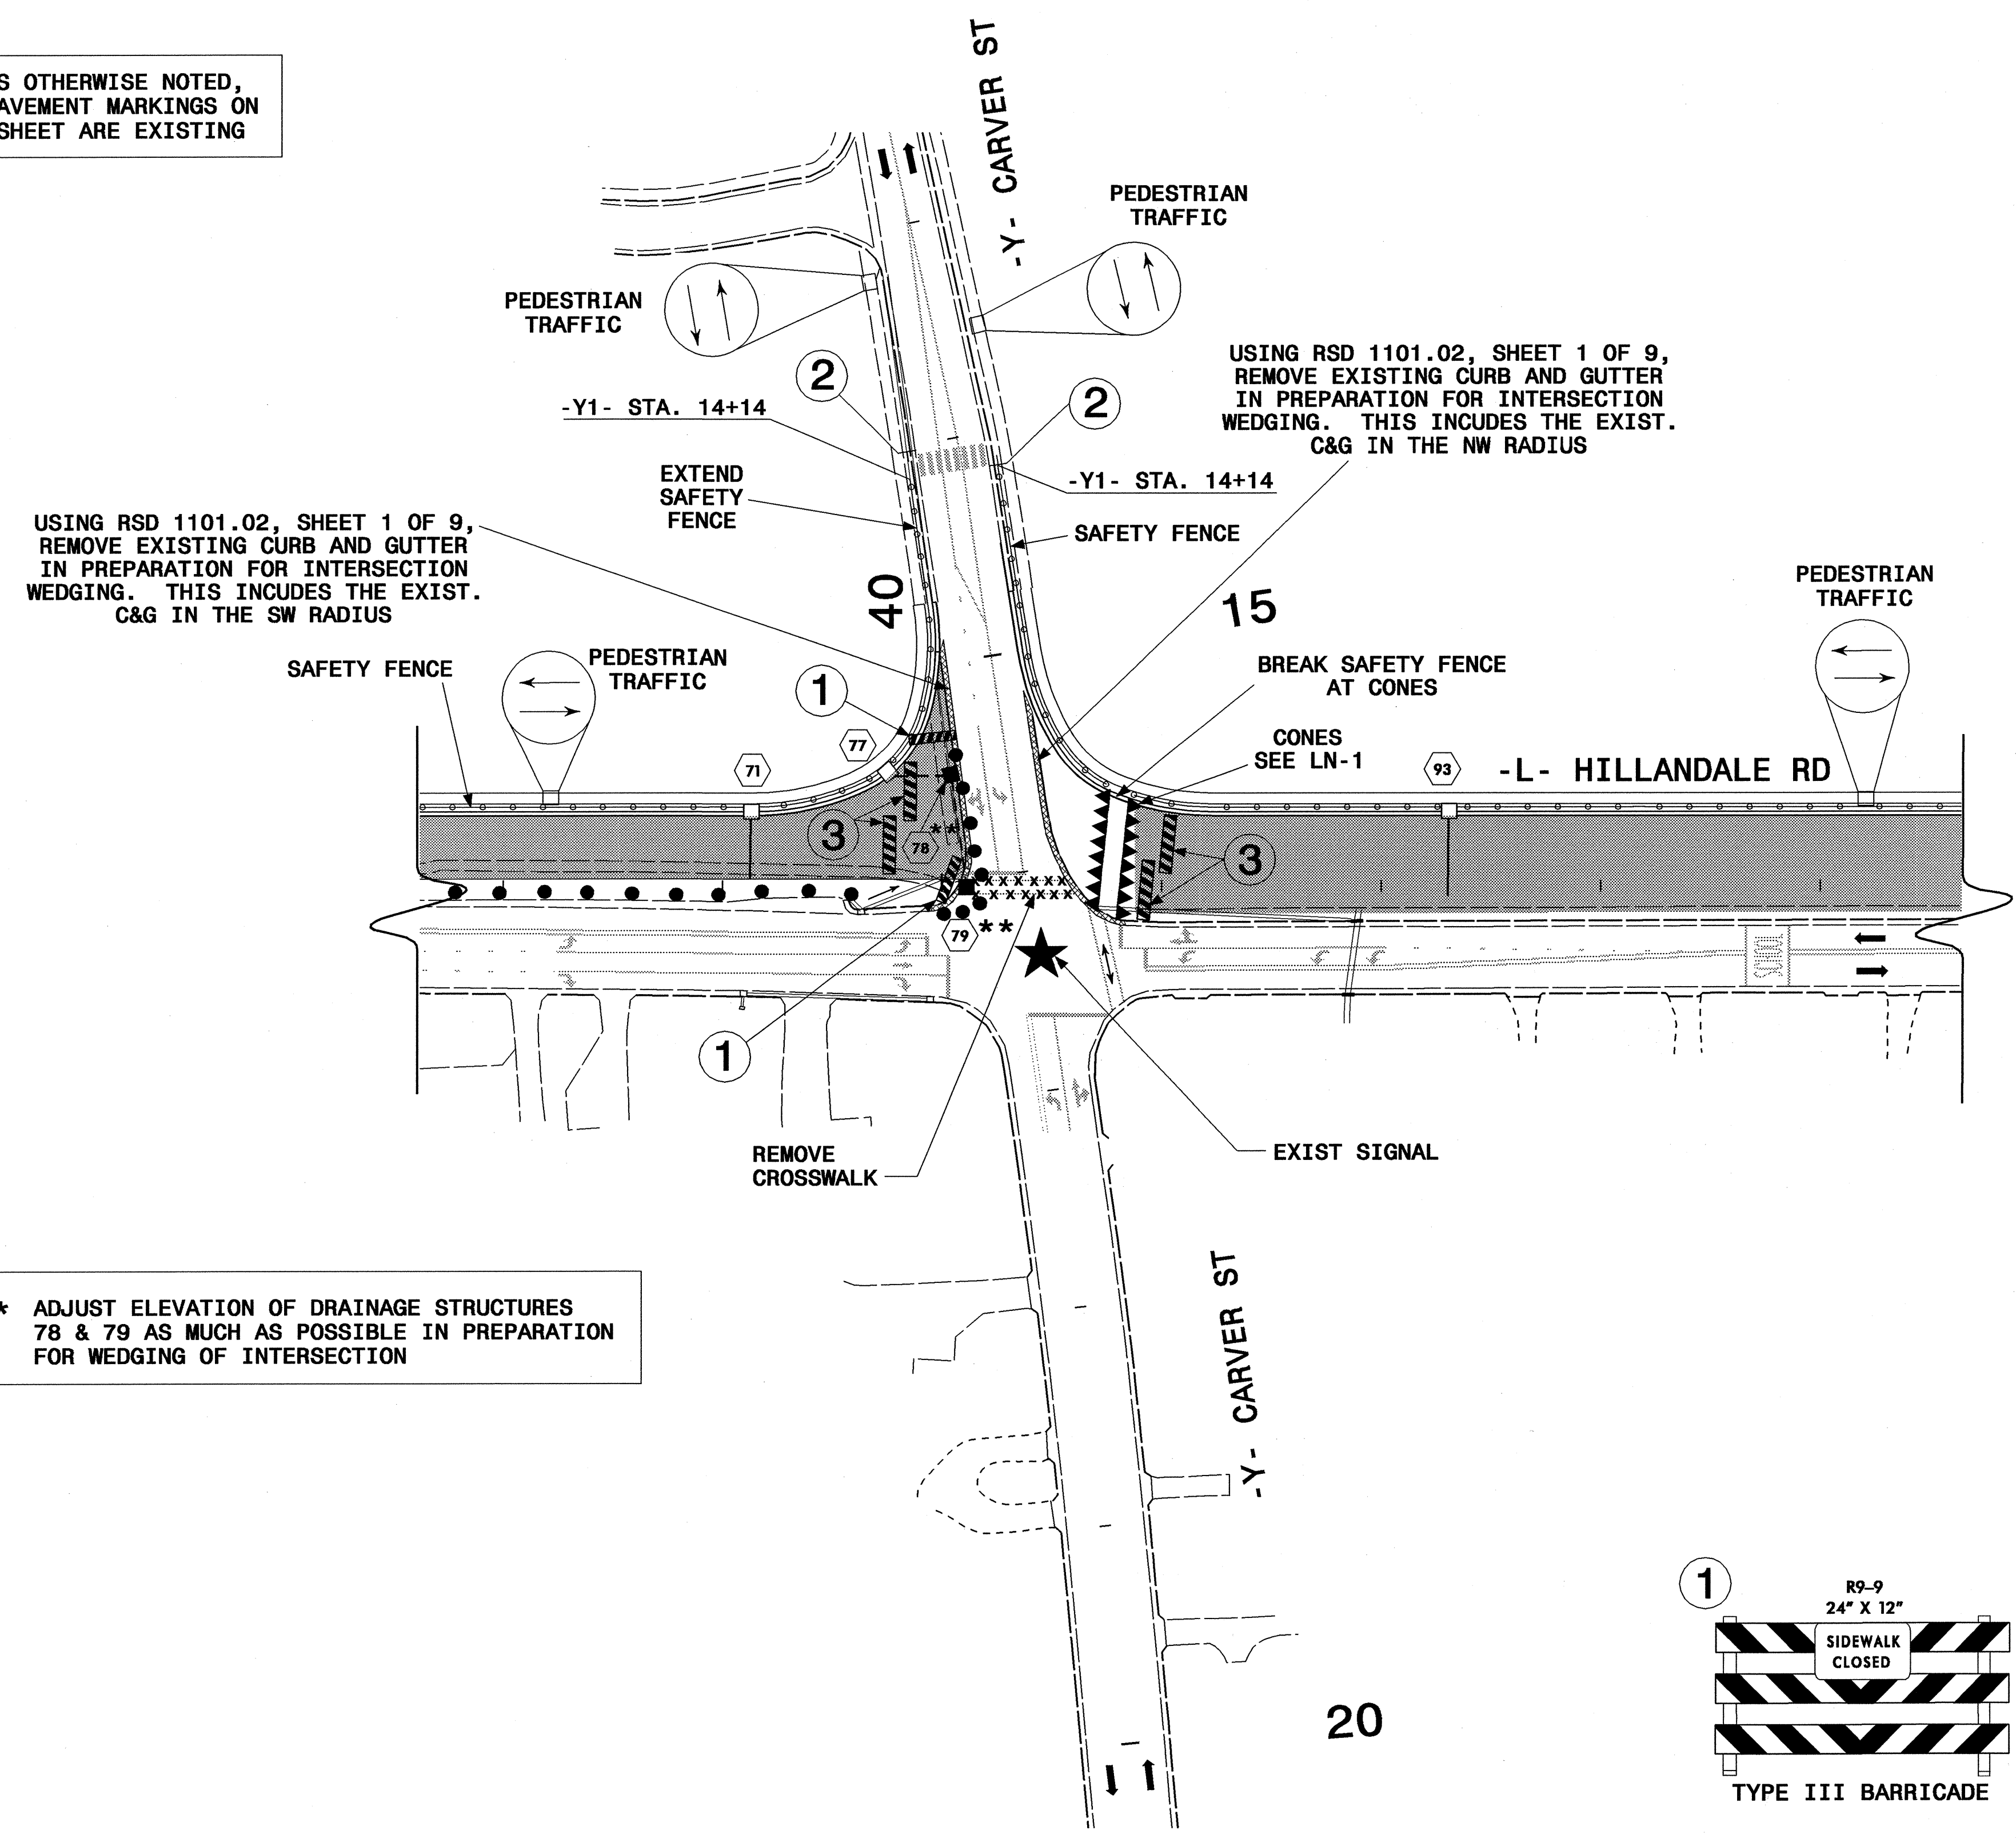 S OTHERWISE NOTED,
AVEMENT MARKINGS ON
SHEET ARE EXISTING
-Y- CARVER ST
PEDESTRIAN
TRAFFIC
PEDESTRIAN
TRAFFIC
2
2
-Y1- STA. 14+14
-Y1- STA. 14+14
USING RSD 1101.02, SHEET 1 OF 9,
REMOVE EXISTING CURB AND GUTTER
IN PREPARATION FOR INTERSECTION
WEDGING. THIS INCUDES THE EXIST.
C&G IN THE NW RADIUS
EXTEND
SAFETY
FENCE
SAFETY FENCE
USING RSD 1101.02, SHEET 1 OF 9,
REMOVE EXISTING CURB AND GUTTER
IN PREPARATION FOR INTERSECTION
WEDGING. THIS INCUDES THE EXIST.
C&G IN THE SW RADIUS
40
15
PEDESTRIAN
TRAFFIC
SAFETY FENCE
PEDESTRIAN
TRAFFIC
1
BREAK SAFETY FENCE
AT CONES
CONES
SEE LN-1
71
77
93
-L- HILLANDALE RD
3
78
**
3
79
**
1
REMOVE
CROSSWALK
EXIST SIGNAL
* ADJUST ELEVATION OF DRAINAGE STRUCTURES
78 & 79 AS MUCH AS POSSIBLE IN PREPARATION
FOR WEDGING OF INTERSECTION
-Y- CARVER ST
20
1
R9-9
24" X 12"
SIDEWALK
CLOSED
TYPE III BARRICADE